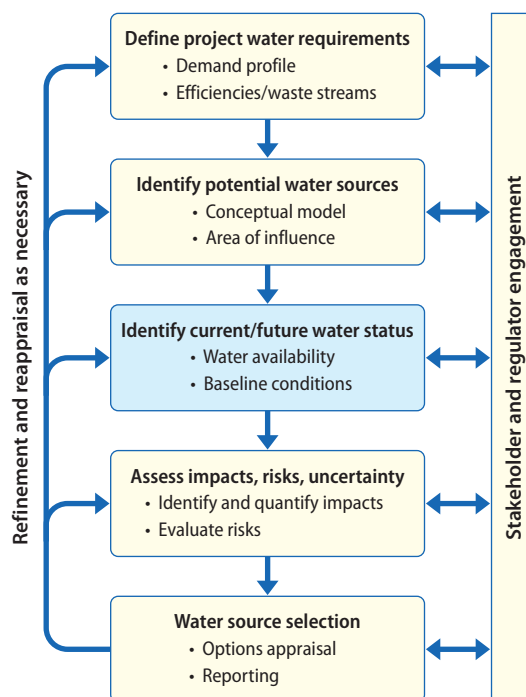 Define project water requirements
• Demand profile
• Efficiencies/waste streams
Identify potential water sources
• Conceptual model
• Area of influence
Identify current/future water status
• Water availability
• Baseline conditions
Assess impacts, risks, uncertainty
• Identify and quantify impacts
• Evaluate risks
Water source selection
• Options appraisal
• Reporting
Refinement and reappraisal as necessary
Stakeholder and regulator engagement